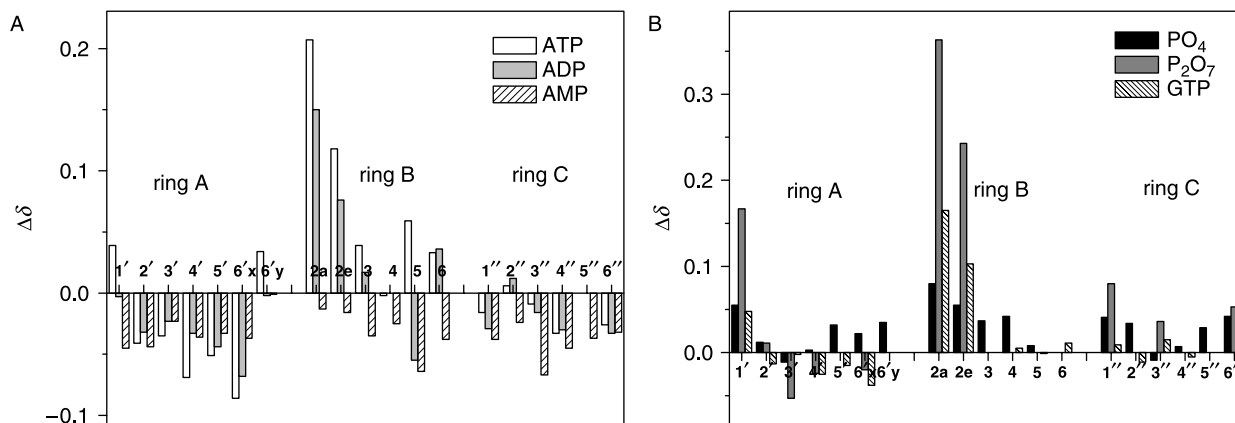 A
0.2
0.1
0.0
−0.1
Δδ
ATP
ADP
AMP
ring A
ring B
ring C
1′ 2′ 3′ 4′ 5′ 6′x 6′y 2a 2e 3 4 5 6 1″ 2″ 3″ 4″ 5″ 6″
B
0.3
0.2
0.1
0.0
Δδ
PO4
P2O7
GTP
ring A
ring B
ring C
1′ 2′ 3′ 4′ 5′ 6′x 6′y 2a 2e 3 4 5 6 1″ 2″ 3″ 4″ 5″ 6′